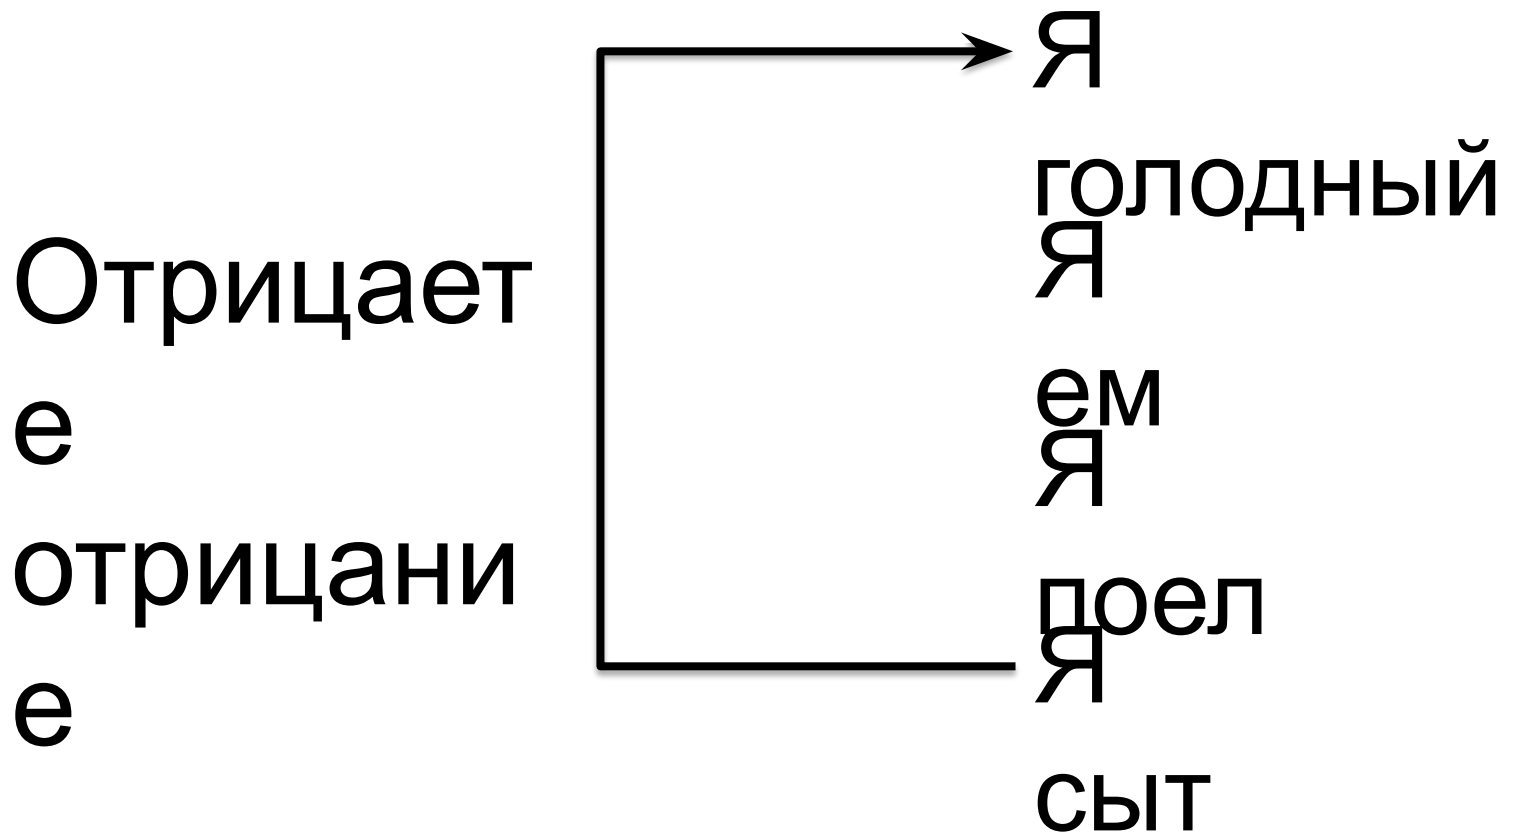 Отрицает
е
отрицани
е
Я
голодный
Я
ем
Я
поел
Я
сыт